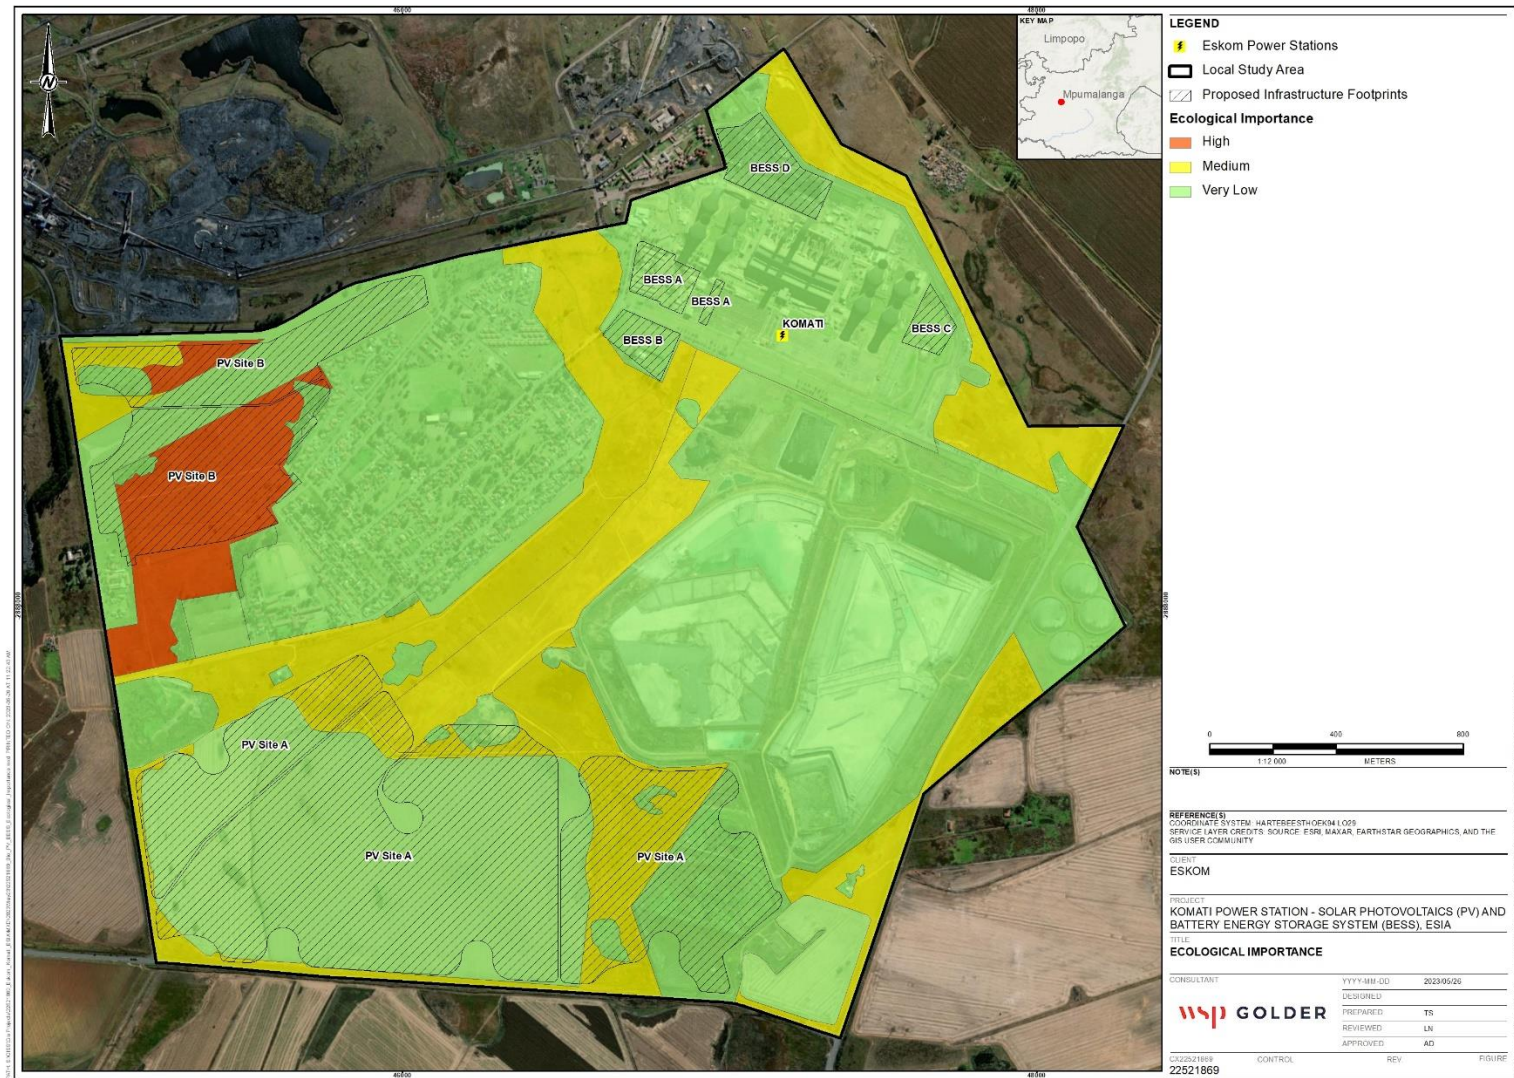 KEY MAP
Limpopo
Mpumalanga
N
BESS D
BESS A
BESS A
BESS B
BESS C
KOMATI
PV Site B
PV Site B
PV Site A
PV Site A
PV Site A
LEGEND
Eskom Power Stations
Local Study Area
Proposed Infrastructure Footprints
Ecological Importance
High
Medium
Very Low
0 400 800
1:12 000 METERS
NOTE(S)
REFERENCE(S)
COORDINATE SYSTEM: HARTEBEESTHOEK94 LO29
SERVICE LAYER CREDITS: SOURCE: ESRI, MAXAR, EARTHSTAR GEOGRAPHICS, AND THE
GIS USER COMMUNITY
CLIENT
ESKOM
PROJECT
KOMATI POWER STATION - SOLAR PHOTOVOLTAICS (PV) AND
BATTERY ENERGY STORAGE SYSTEM (BESS), ESIA
TITLE
ECOLOGICAL IMPORTANCE
CONSULTANT
YYYY-MM-DD 2023/05/26
DESIGNED
PREPARED TS
REVIEWED LN
APPROVED AD
wsp GOLDER
CONTROL REV FIGURE
22521869